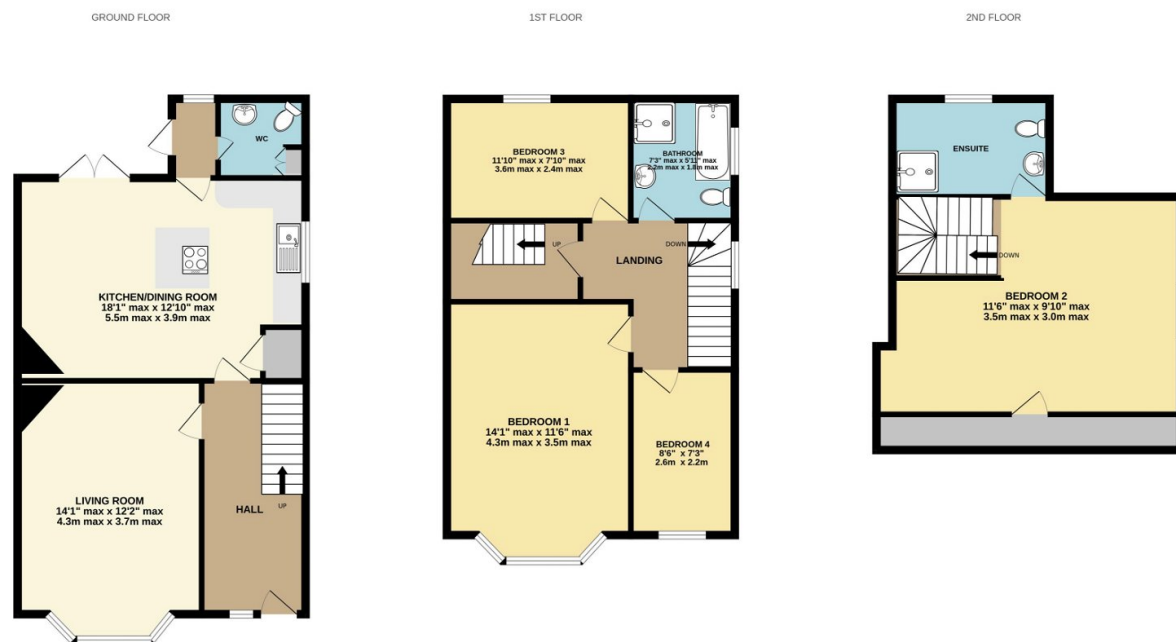 GROUND FLOOR
WC
KITCHEN/DINING ROOM
18'1" max x 12'10" max
5.5m max x 3.9m max
LIVING ROOM
14'1" max x 12'2" max
4.3m max x 3.7m max
HALL
UP
1ST FLOOR
BEDROOM 3
11'10" max x 7'10" max
3.6m max x 2.4m max
BATHROOM
7'3" max x 5'11" max
2.2m max x 1.8m max
UP
DOWN
LANDING
BEDROOM 1
14'1" max x 11'6" max
4.3m max x 3.5m max
BEDROOM 4
8'6" x 7'3"
2.6m x 2.2m
2ND FLOOR
ENSUITE
DOWN
BEDROOM 2
11'6" max x 9'10" max
3.5m max x 3.0m max